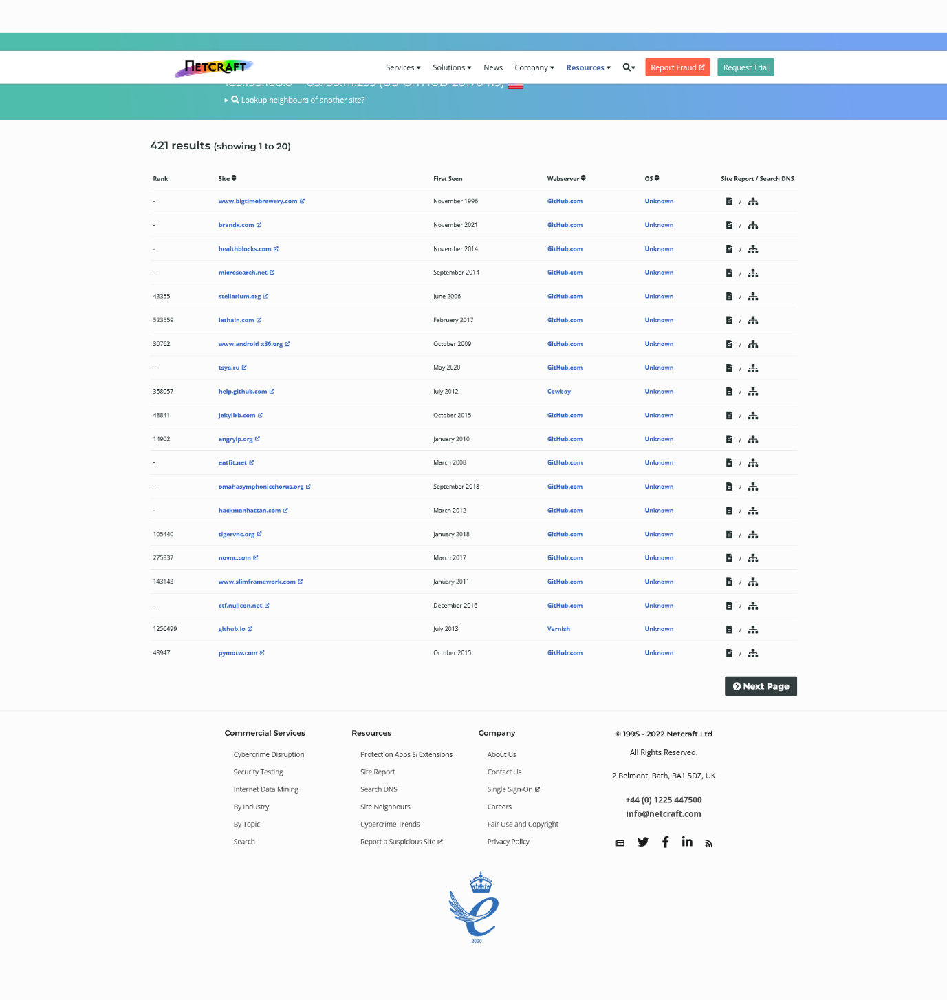 NETCRAFT
Services Solutions News Company Resources Report Fraud Request Trial
Lookup neighbours of another site?
421 results (showing 1 to 20)
Rank Site First Seen Webserver OS Site Report / Search DNS
- www.bigtimebrewery.com November 1996 GitHub.com Unknown /
- brandx.com November 2021 GitHub.com Unknown /
- healthblocks.com November 2014 GitHub.com Unknown /
- microsearch.net September 2014 GitHub.com Unknown /
43355 stellarium.org June 2006 GitHub.com Unknown /
523559 lethain.com February 2017 GitHub.com Unknown /
30762 www.android-x86.org October 2009 GitHub.com Unknown /
- tsya.ru May 2020 GitHub.com Unknown /
358057 help.github.com July 2012 Cowboy Unknown /
48841 jekyllrb.com October 2015 GitHub.com Unknown /
14902 angryip.org January 2010 GitHub.com Unknown /
- eatfit.net March 2008 GitHub.com Unknown /
- omahasymphonicchorus.org September 2018 GitHub.com Unknown /
- hackmanhattan.com March 2012 GitHub.com Unknown /
105440 tigervnc.org January 2018 GitHub.com Unknown /
275337 novnc.com March 2017 GitHub.com Unknown /
143143 www.slimframework.com January 2011 GitHub.com Unknown /
- ctf.nullcon.net December 2016 GitHub.com Unknown /
1256499 github.io July 2013 Varnish Unknown /
43947 pymotw.com October 2015 GitHub.com Unknown /
Next Page
Commercial Services
Cybercrime Disruption
Security Testing
Internet Data Mining
By Industry
By Topic
Search
Resources
Protection Apps & Extensions
Site Report
Search DNS
Site Neighbours
Cybercrime Trends
Report a Suspicious Site
Company
About Us
Contact Us
Single Sign-On
Careers
Fair Use and Copyright
Privacy Policy
© 1995 - 2022 Netcraft Ltd
All Rights Reserved.
2 Belmont, Bath, BA1 5DZ, UK
+44 (0) 1225 447500
info@netcraft.com
2020